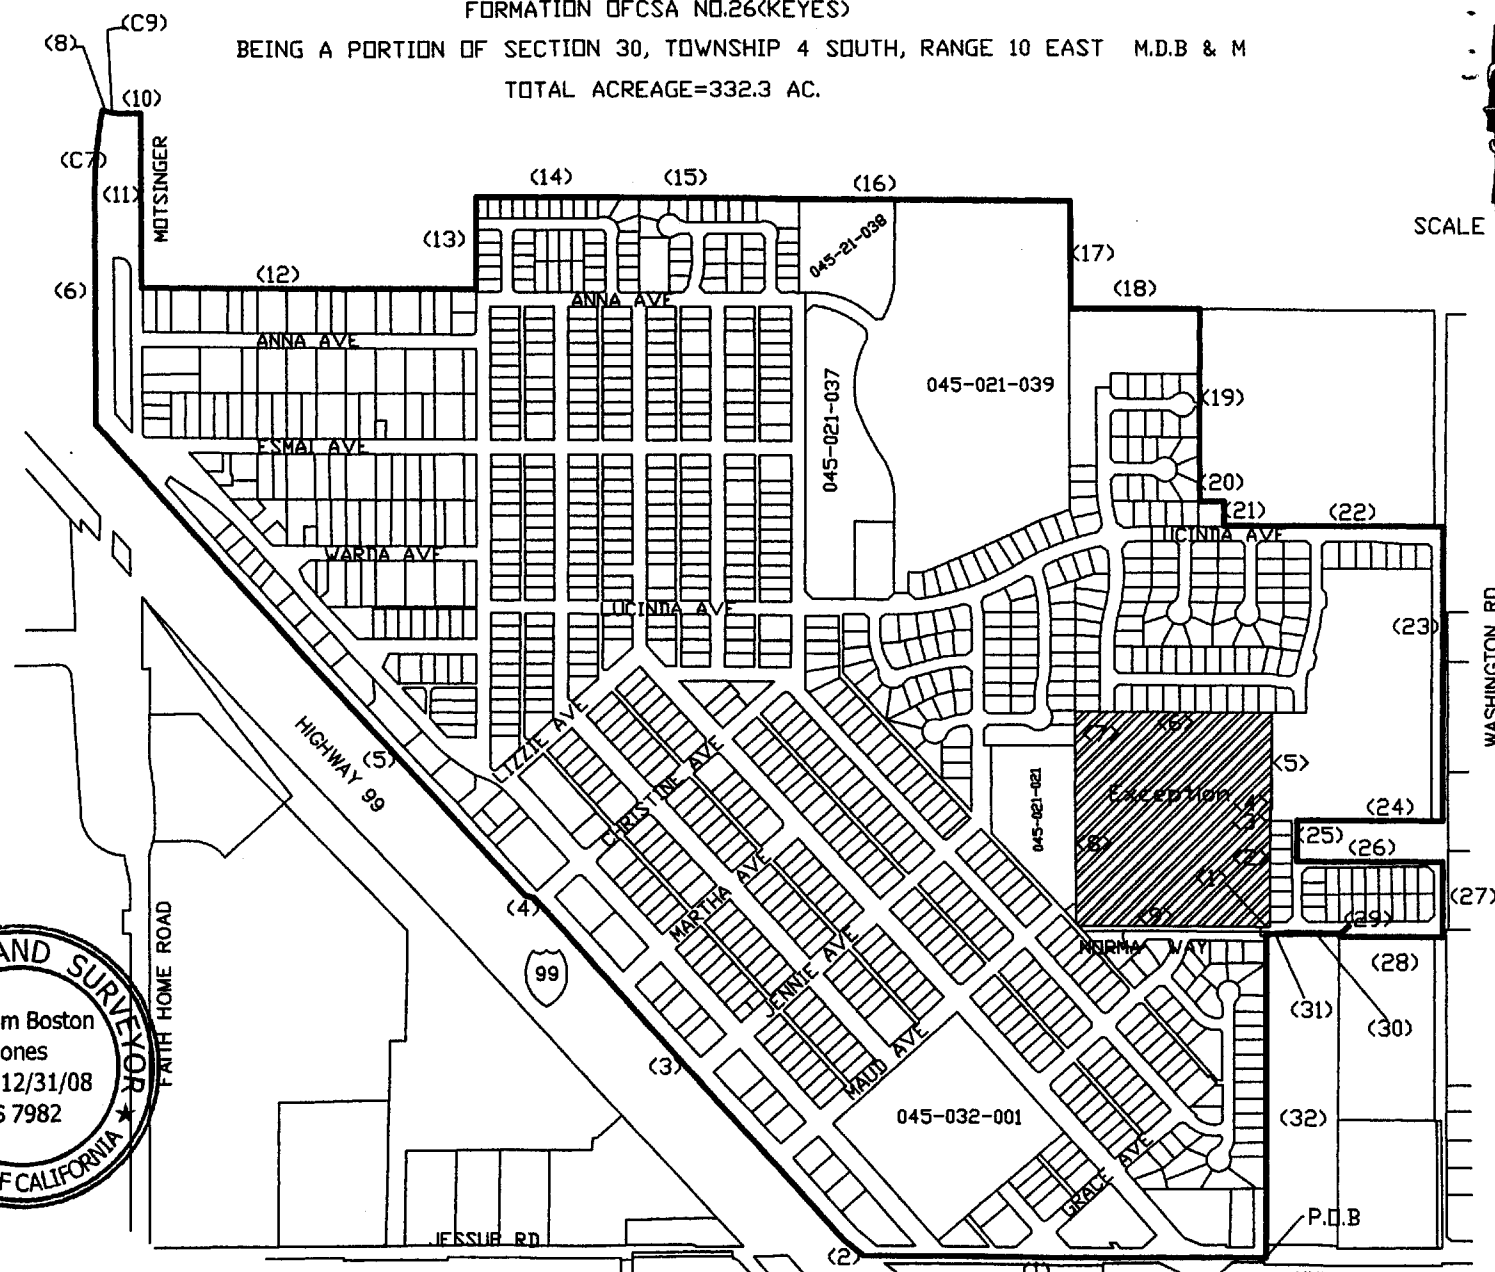 FORMATION OFCSA NO.26(KEYES)
BEING A PORTION OF SECTION 30, TOWNSHIP 4 SOUTH, RANGE 10 EAST M.D.B & M
TOTAL ACREAGE=332.3 AC.
(C9)
(8)
(10)
(C7)
(11)
MOTSINGER
(14)
(15)
(16)
(13)
045-21-038
SCALE
(17)
(12)
(6)
(18)
ANNA AVE
ANNA AVE
045-021-037
045-021-039
(19)
ESMAI AVE
(20)
(21)
(22)
UCINDA AVE
WARDA AVE
LUCINDA AVE
(23)
WASHINGTON RD
LIZZIE AVE
(7)
(6)
HIGHWAY 99
(5)
CHRISTINE AVE
(5)
045-021-021
Exception
(4)
(3)
(24)
(8)
(2)
(25)
(26)
(1)
MARTHA AVE
(27)
(4)
(9)
(29)
NORMA WAY
FAITH HOME ROAD
JENNIE AVE
(28)
99
AND SURVEYOR
m Boston
ones
12/31/08
S 7982
F CALIFORNIA
(31)
(30)
(3)
MAUD AVE
045-032-001
(32)
GRACE AVE
P.O.B
JESSUP RD
(2)